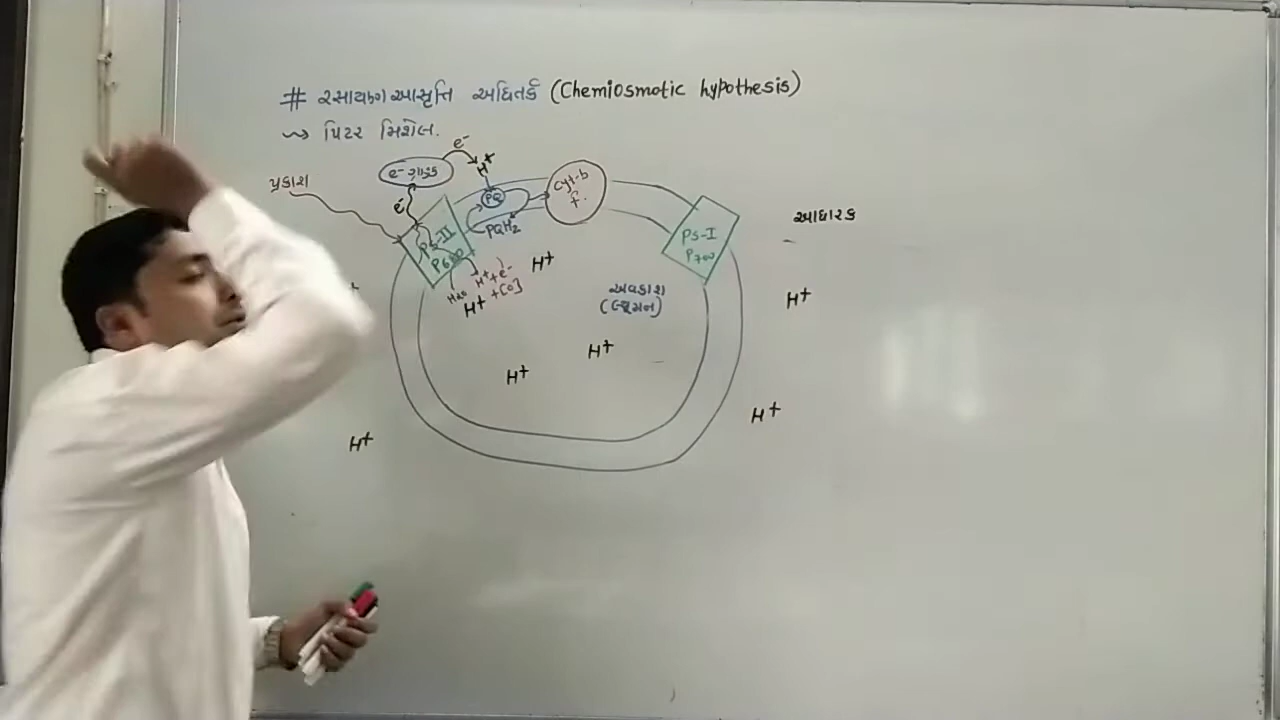 # રસાયણ આસૃતિ અધિતર્ક (Chemiosmotic hypothesis)
⇝ પિટર મિશેલ.
e⁻
e⁻ ગ્રાહક
H⁺
પ્રકાશ
e⁻
PQ
PQH₂
cyt-b
f.
PS-II
P680
PS-I
P₇₀₀
આધારક
H₂O
H⁺ + e⁻
+ [O]
H⁺
H⁺
અવકાશ
(લ્યૂમન)
H⁺
H⁺
H⁺
H⁺
H⁺